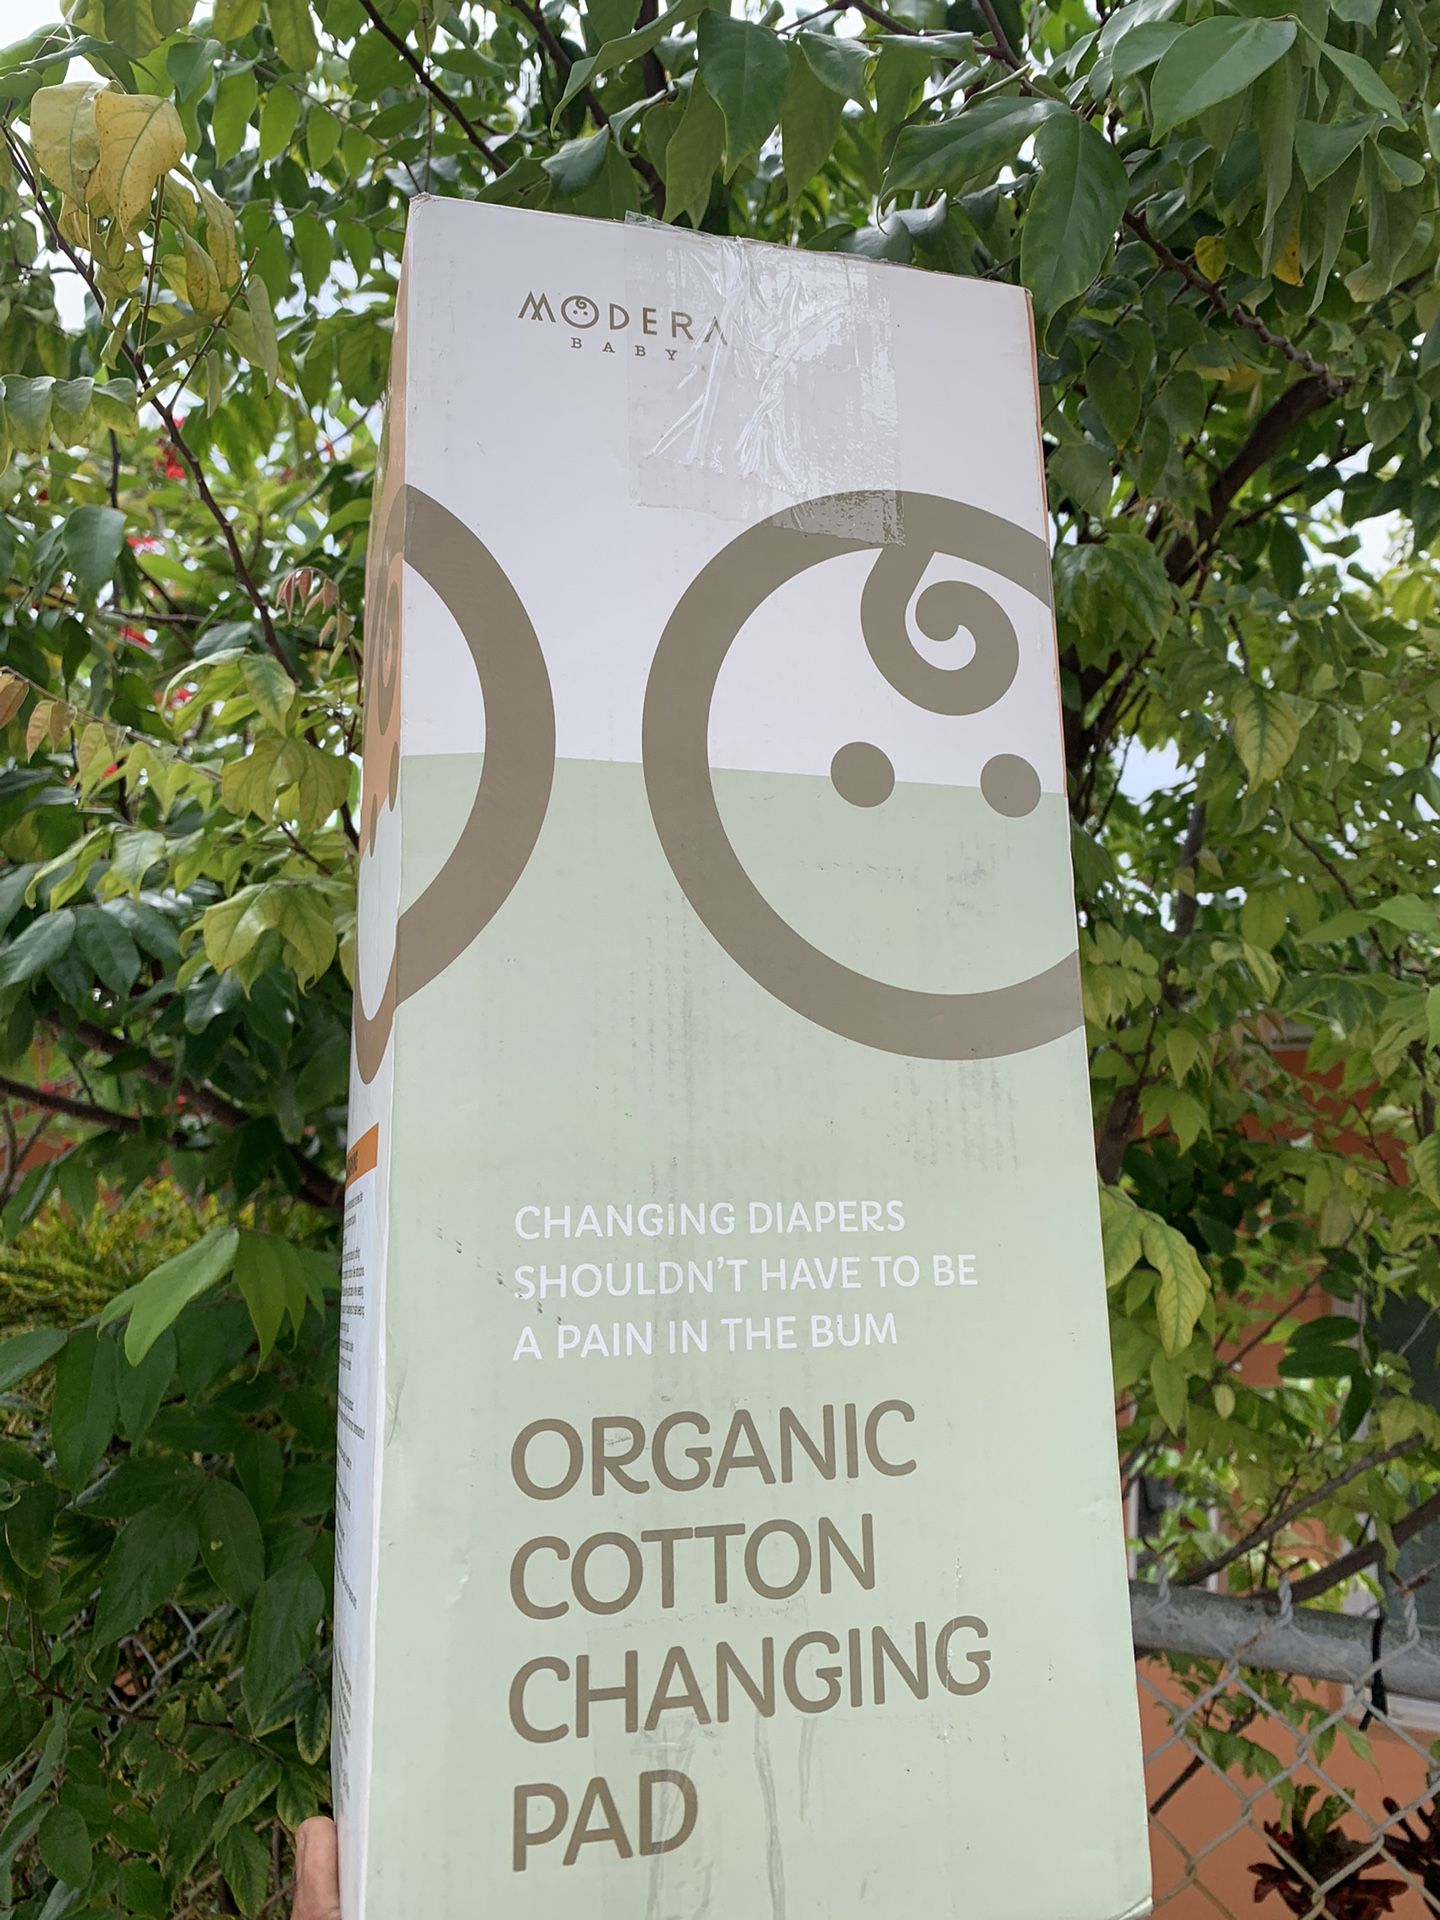 MODERA
BABY
CHANGING DIAPERS
SHOULDN'T HAVE TO BE
A PAIN IN THE BUM
ORGANIC
COTTON
CHANGING
PAD